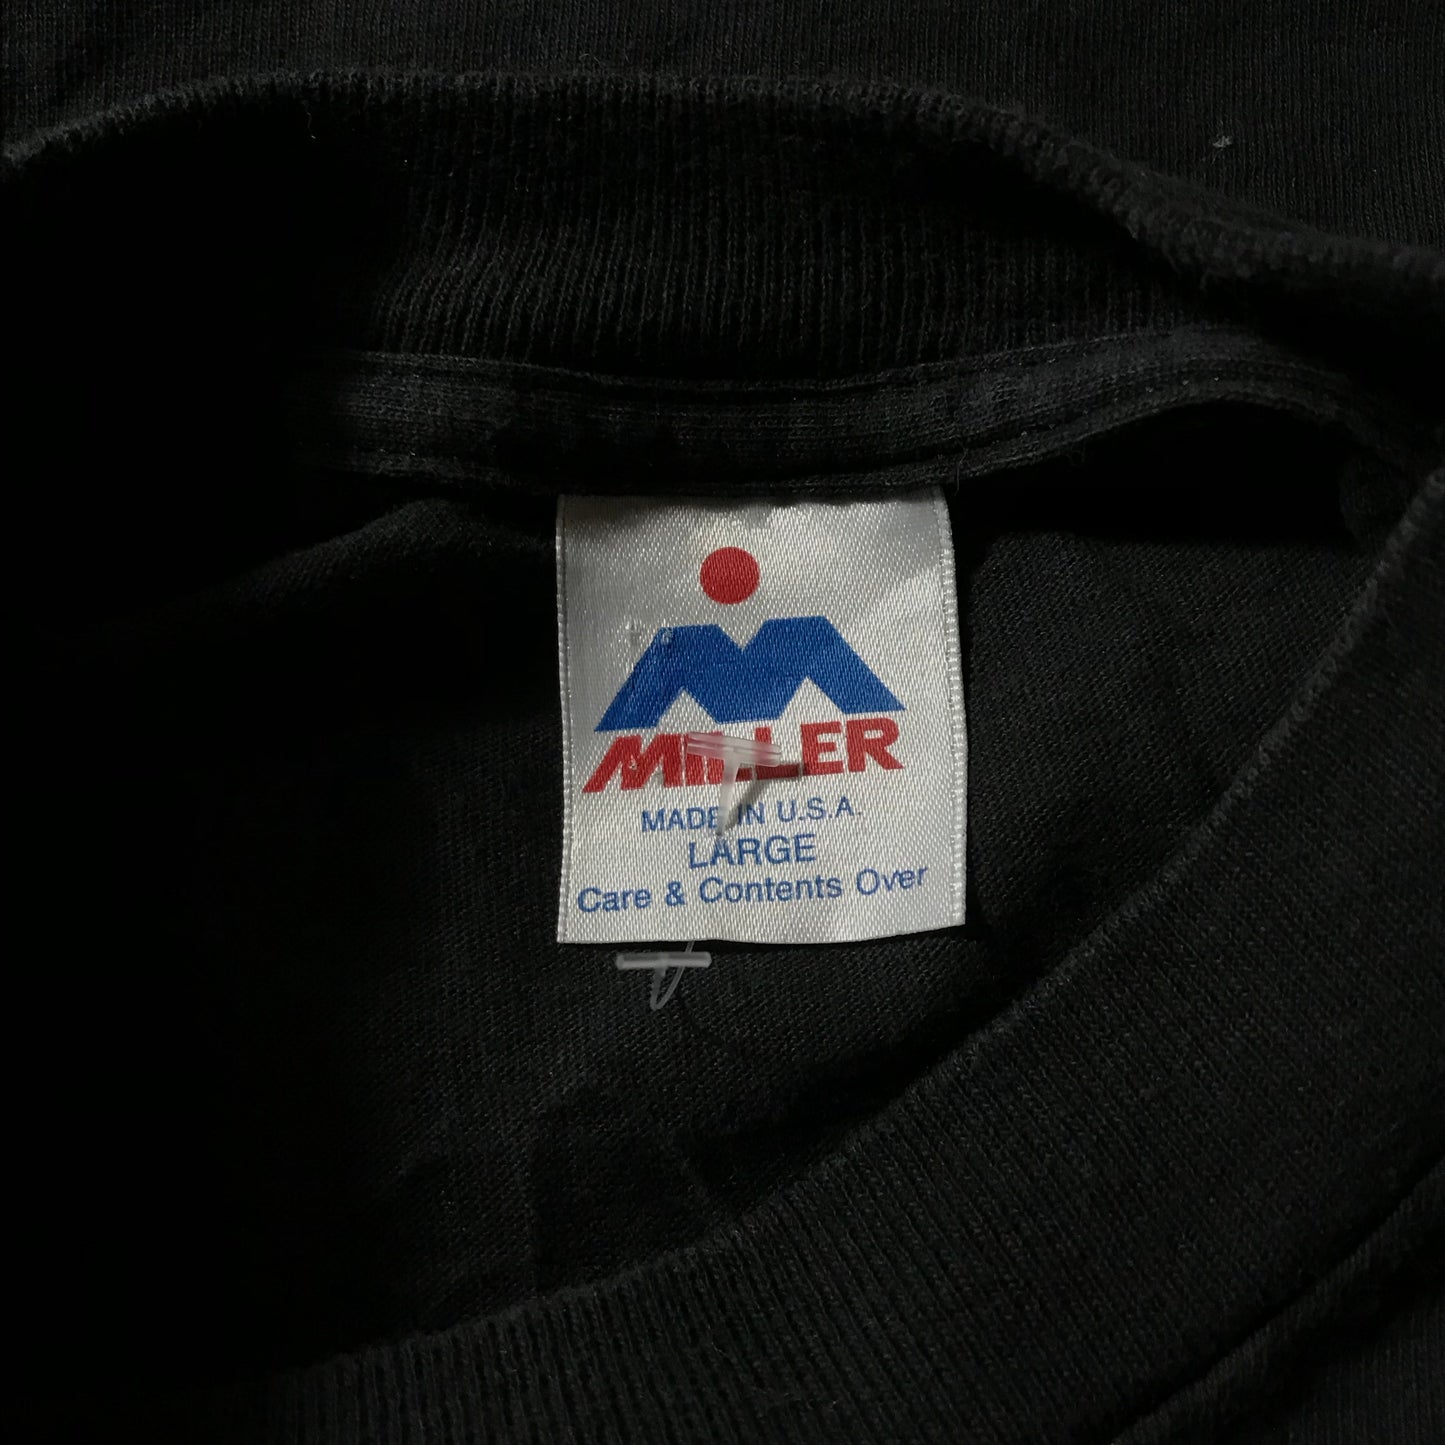 MILLER
MADE IN U.S.A.
LARGE
Care & Contents Over